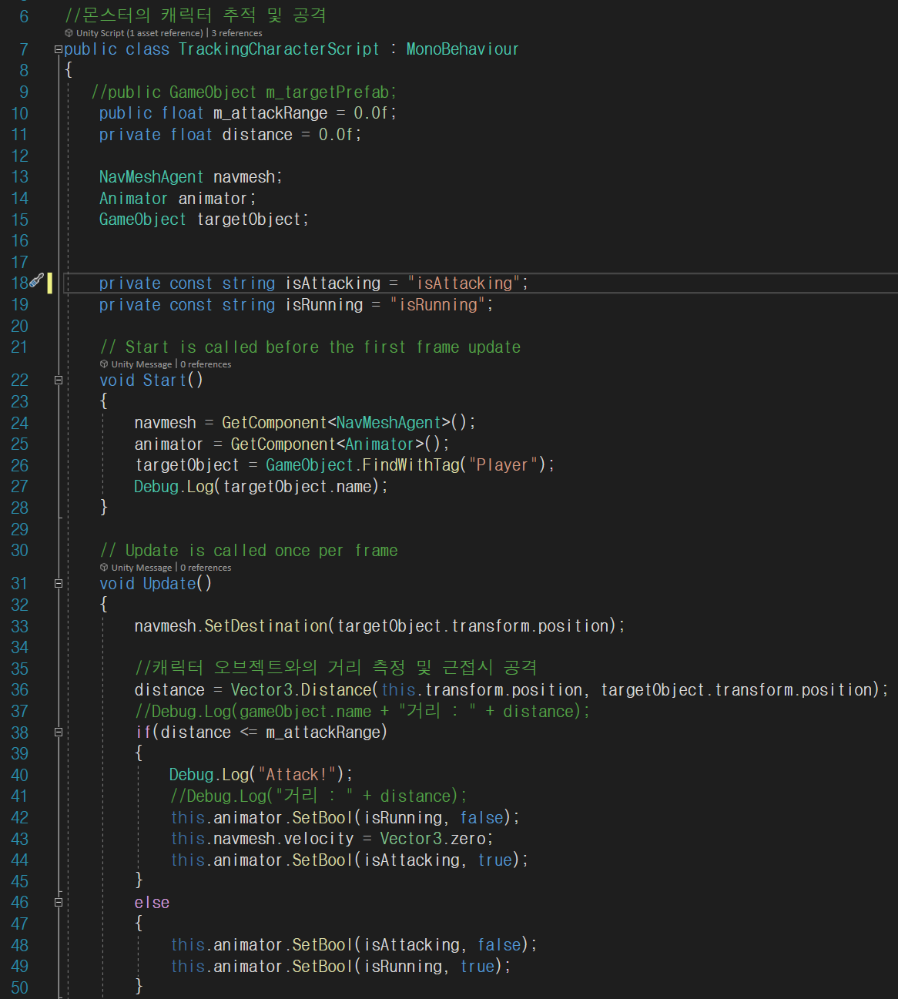 6 //몬스터의 캐릭터 추적 및 공격
Unity Script (1 asset reference) | 3 references
7 public class TrackingCharacterScript : MonoBehaviour
8 {
9 //public GameObject m_targetPrefab;
10 public float m_attackRange = 0.0f;
11 private float distance = 0.0f;
12
13 NavMeshAgent navmesh;
14 Animator animator;
15 GameObject targetObject;
16
17
18 private const string isAttacking = "isAttacking";
19 private const string isRunning = "isRunning";
20
21 // Start is called before the first frame update
Unity Message | 0 references
22 void Start()
23 {
24 navmesh = GetComponent<NavMeshAgent>();
25 animator = GetComponent<Animator>();
26 targetObject = GameObject.FindWithTag("Player");
27 Debug.Log(targetObject.name);
28 }
29
30 // Update is called once per frame
Unity Message | 0 references
31 void Update()
32 {
33 navmesh.SetDestination(targetObject.transform.position);
34
35 //캐릭터 오브젝트와의 거리 측정 및 근접시 공격
36 distance = Vector3.Distance(this.transform.position, targetObject.transform.position);
37 //Debug.Log(gameObject.name + "거리 : " + distance);
38 if(distance <= m_attackRange)
39 {
40 Debug.Log("Attack!");
41 //Debug.Log("거리 : " + distance);
42 this.animator.SetBool(isRunning, false);
43 this.navmesh.velocity = Vector3.zero;
44 this.animator.SetBool(isAttacking, true);
45 }
46 else
47 {
48 this.animator.SetBool(isAttacking, false);
49 this.animator.SetBool(isRunning, true);
50 }